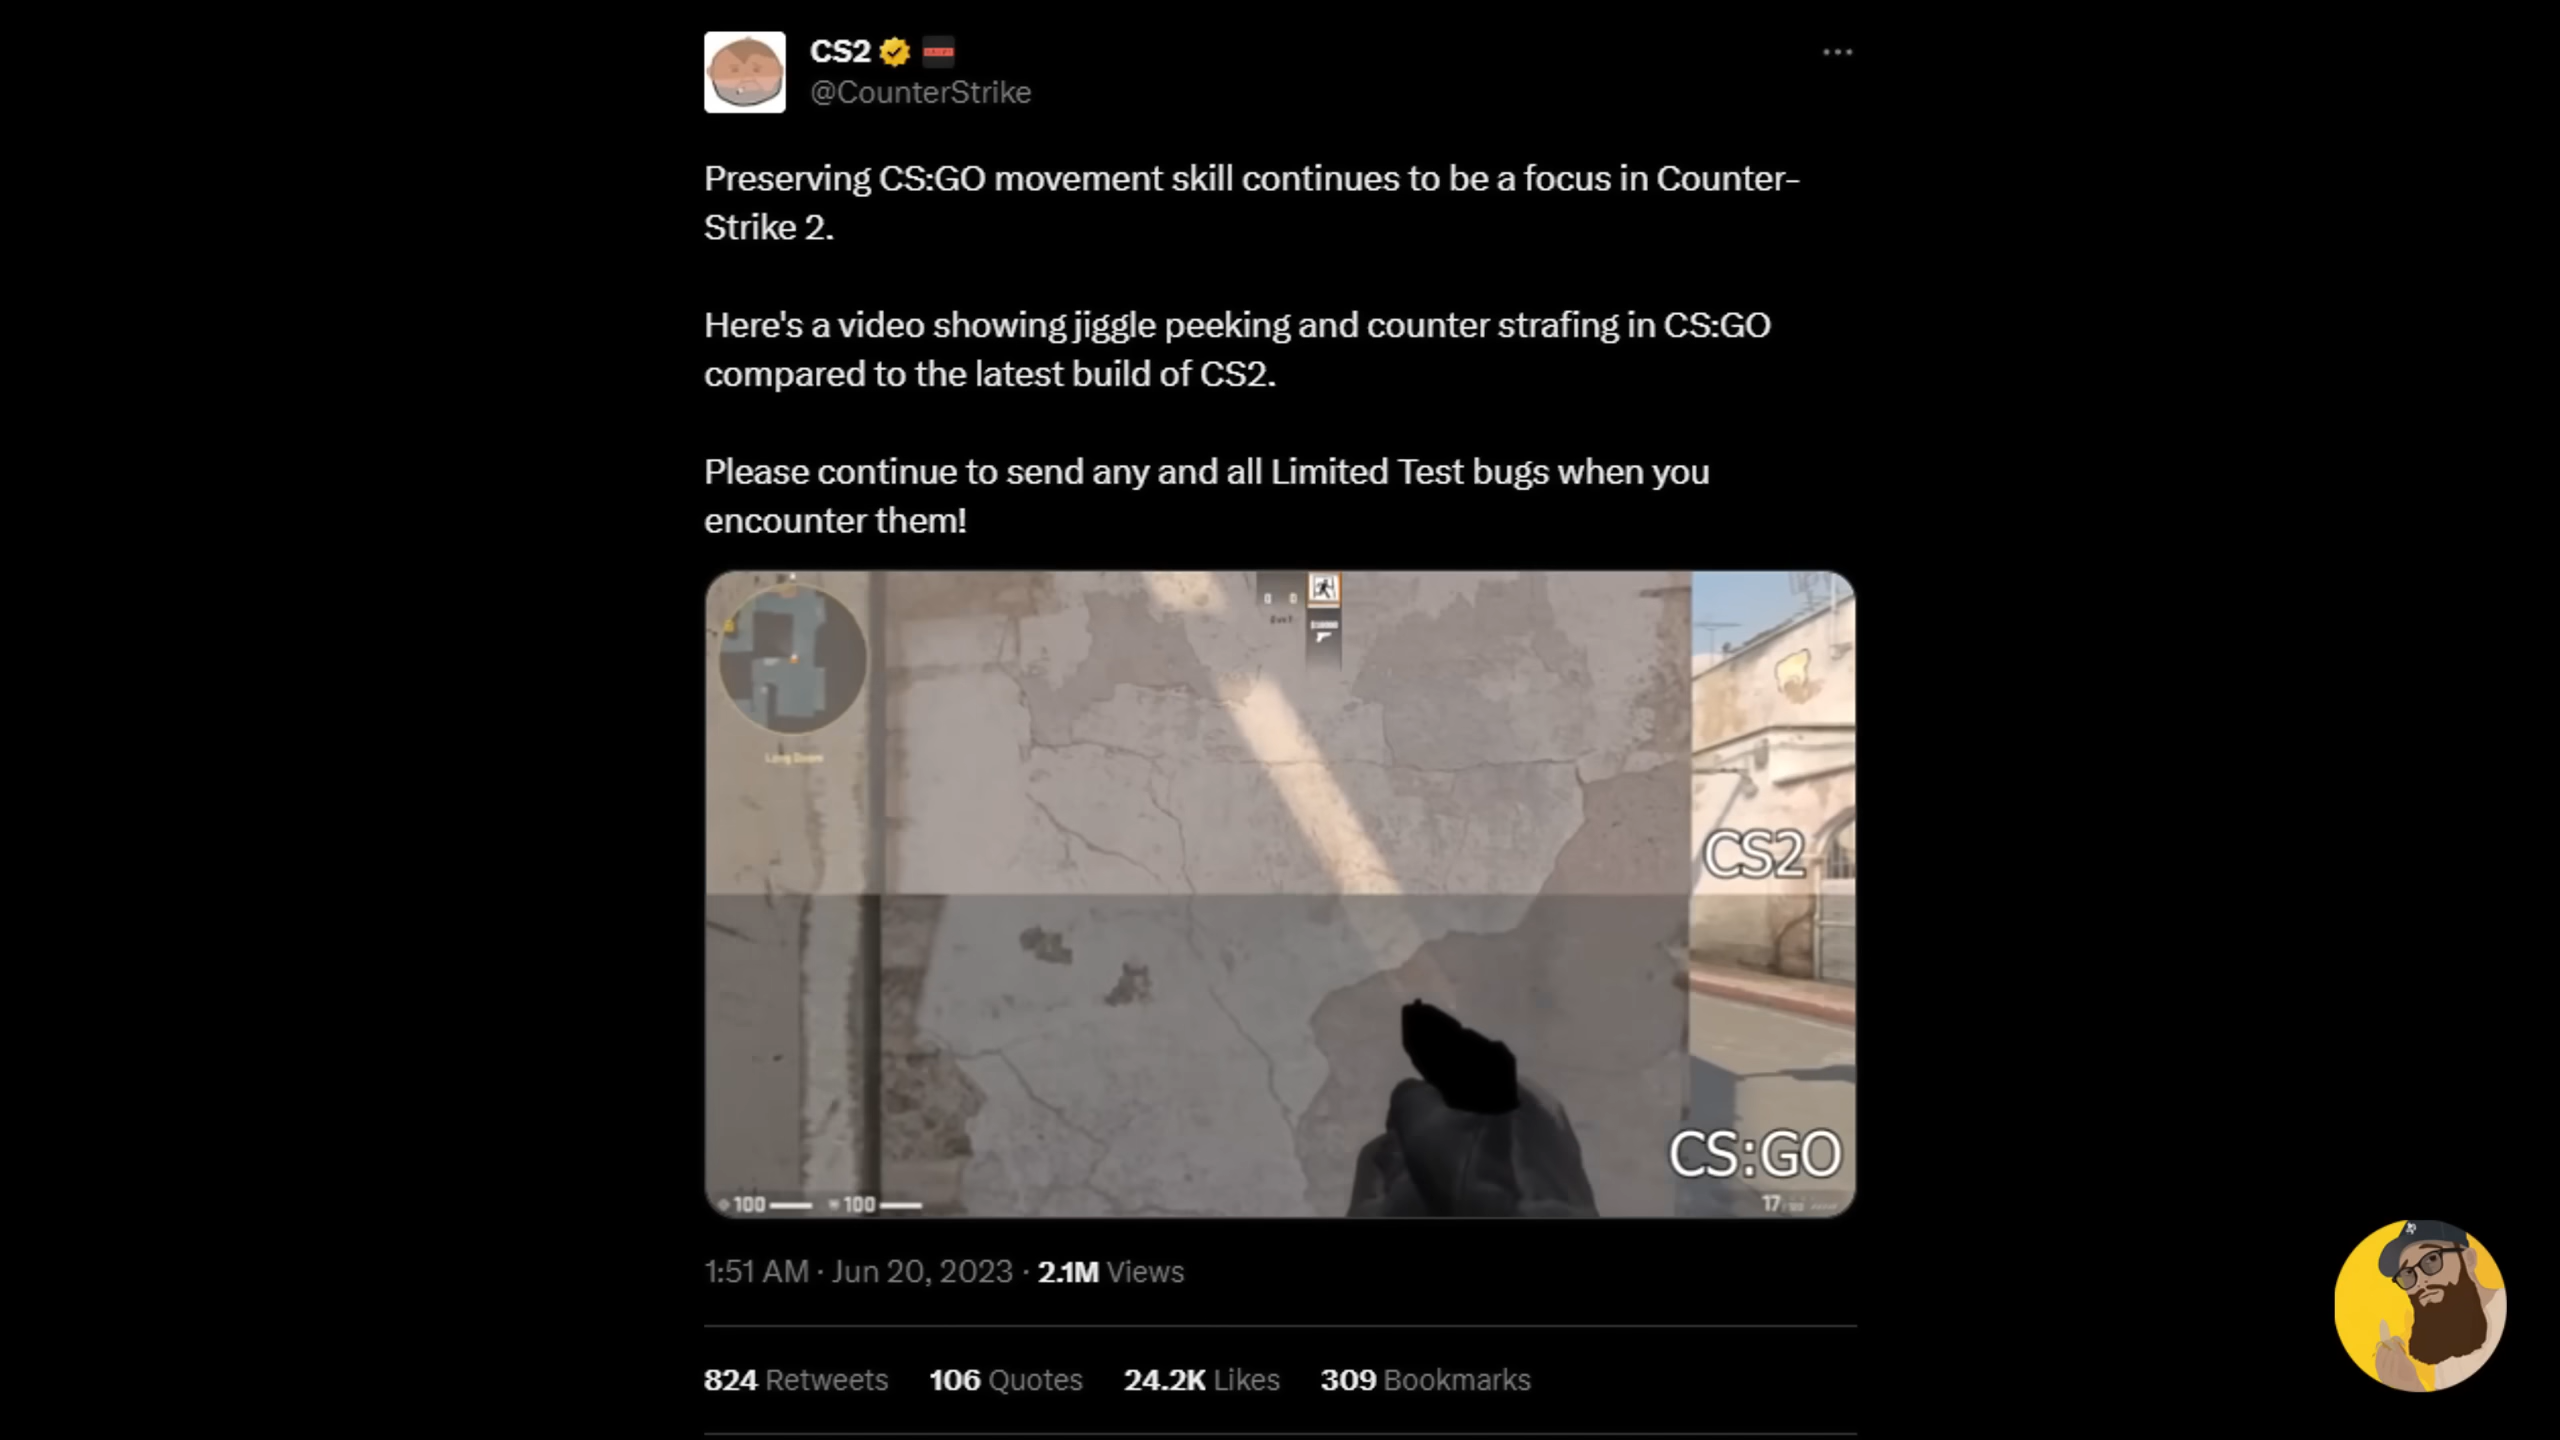 CS2
@CounterStrike
Preserving CS:GO movement skill continues to be a focus in Counter-
Strike 2.
Here's a video showing jiggle peeking and counter strafing in CS:GO
compared to the latest build of CS2.
Please continue to send any and all Limited Test bugs when you
encounter them!
0 0
CS2
CS:GO
100 100
17
1:51 AM · Jun 20, 2023 · 2.1M Views
824 Retweets 106 Quotes 24.2K Likes 309 Bookmarks